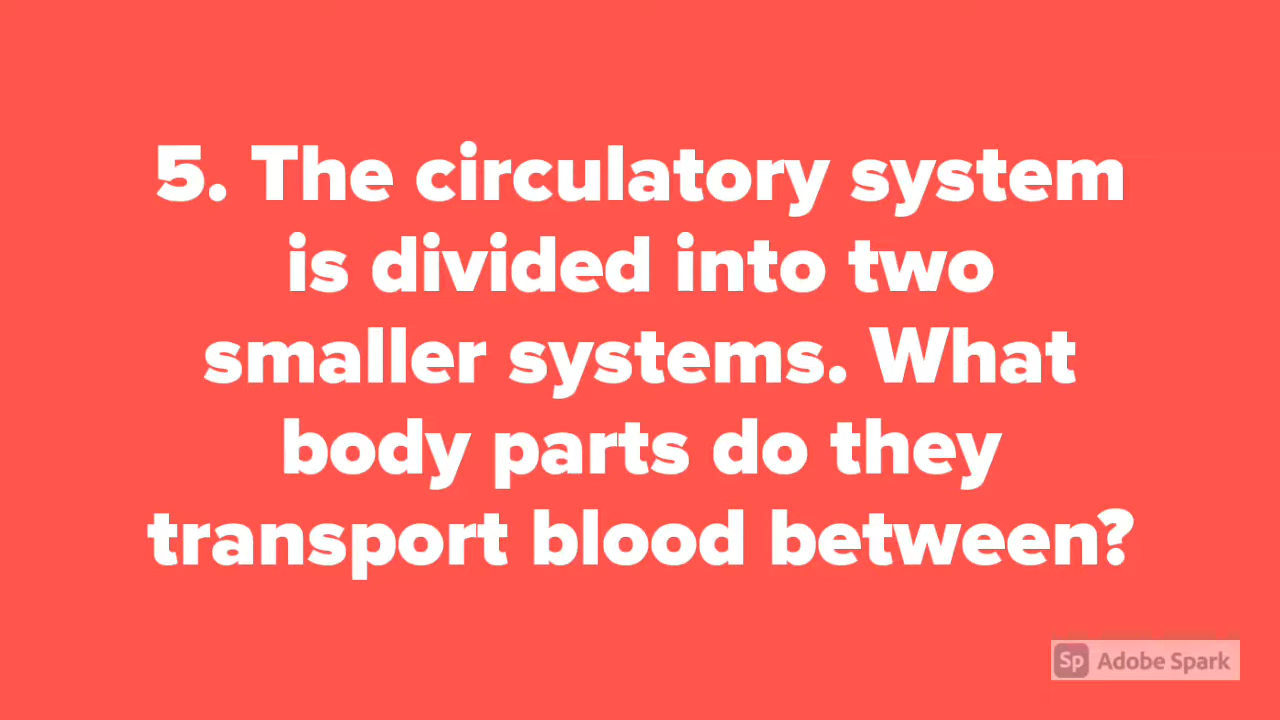 5. The circulatory system
is divided into two
smaller systems. What
body parts do they
transport blood between?
Sp Adobe Spark